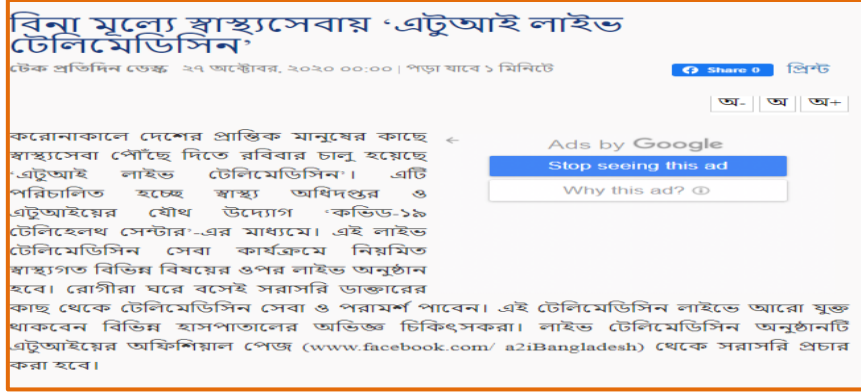 বিনা মূল্যে স্বাস্থ্যসেবায় ‘এটুআই লাইভ
টেলিমেডিসিন’
টেক প্রতিদিন ডেস্ক ২৭ অক্টোবর, ২০২০ ০০:০০ | পড়া যাবে ১ মিনিটে
Share 0 প্রিন্ট
অ- অ অ+
করোনাকালে দেশের প্রান্তিক মানুষের কাছে
স্বাস্থ্যসেবা পৌঁছে দিতে রবিবার চালু হয়েছে
‘এটুআই লাইভ টেলিমেডিসিন’। এটি
পরিচালিত হচ্ছে স্বাস্থ্য অধিদপ্তর ও
এটুআইয়ের যৌথ উদ্যোগ ‘কভিড-১৯
টেলিহেলথ সেন্টার’-এর মাধ্যমে। এই লাইভ
টেলিমেডিসিন সেবা কার্যক্রমে নিয়মিত
স্বাস্থ্যগত বিভিন্ন বিষয়ের ওপর লাইভ অনুষ্ঠান
হবে। রোগীরা ঘরে বসেই সরাসরি ডাক্তারের
কাছ থেকে টেলিমেডিসিন সেবা ও পরামর্শ পাবেন। এই টেলিমেডিসিন লাইভে আরো যুক্ত
থাকবেন বিভিন্ন হাসপাতালের অভিজ্ঞ চিকিৎসকরা। লাইভ টেলিমেডিসিন অনুষ্ঠানটি
এটুআইয়ের অফিশিয়াল পেজ (www.facebook.com/ a2iBangladesh) থেকে সরাসরি প্রচার
করা হবে।
Ads by Google
Stop seeing this ad
Why this ad?